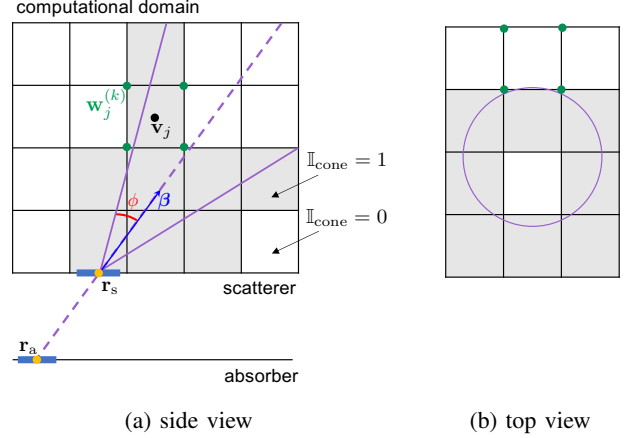 computational domain
w_j^(k)
v_j
𝕀_cone = 1
ϕ
β
𝕀_cone = 0
r_s
scatterer
r_a
absorber
(a) side view
(b) top view